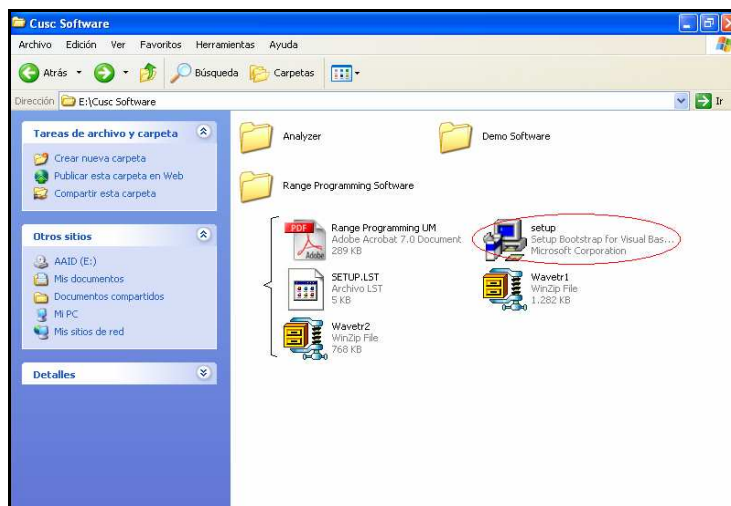 Cusc Software
Archivo Edición Ver Favoritos Herramientas Ayuda
Atrás Búsqueda Carpetas
Dirección E:\Cusc Software Ir
Tareas de archivo y carpeta
Crear nueva carpeta
Publicar esta carpeta en Web
Compartir esta carpeta
Otros sitios
AAID (E:)
Mis documentos
Documentos compartidos
Mi PC
Mis sitios de red
Detalles
Analyzer
Demo Software
Range Programming Software
PDF
Adobe
Range Programming UM
Adobe Acrobat 7.0 Document
289 KB
setup
Setup Bootstrap for Visual Bas...
Microsoft Corporation
SETUP.LST
Archivo LST
5 KB
Wavetr1
WinZip File
1.282 KB
Wavetr2
WinZip File
768 KB